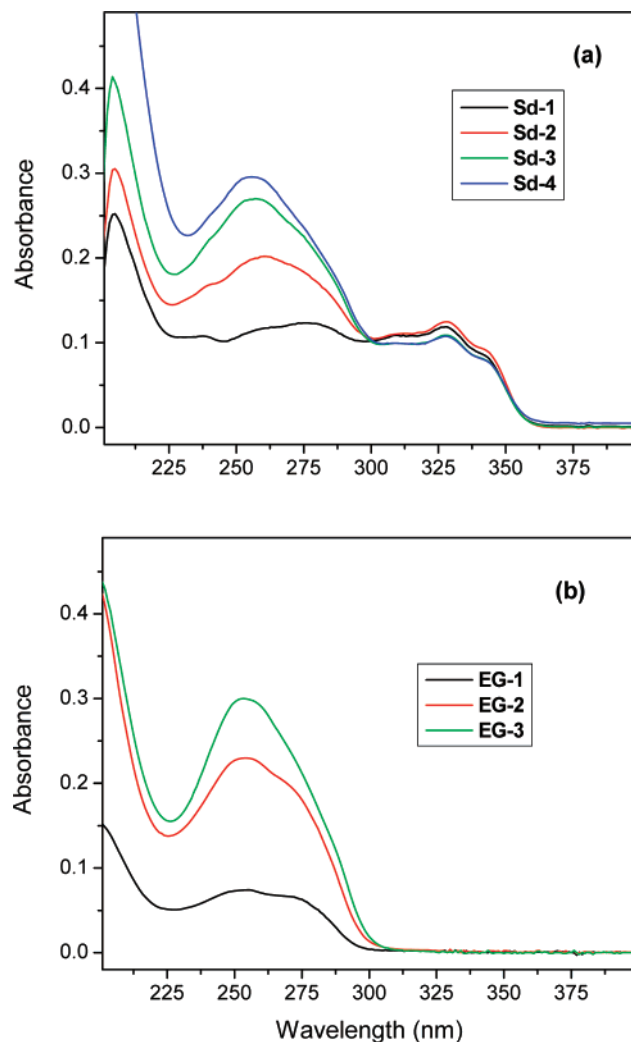 (a)
Sd-1
Sd-2
Sd-3
Sd-4
Absorbance
0.4
0.3
0.2
0.1
0.0
225 250 275 300 325 350 375
(b)
EG-1
EG-2
EG-3
Absorbance
0.4
0.3
0.2
0.1
0.0
225 250 275 300 325 350 375
Wavelength (nm)